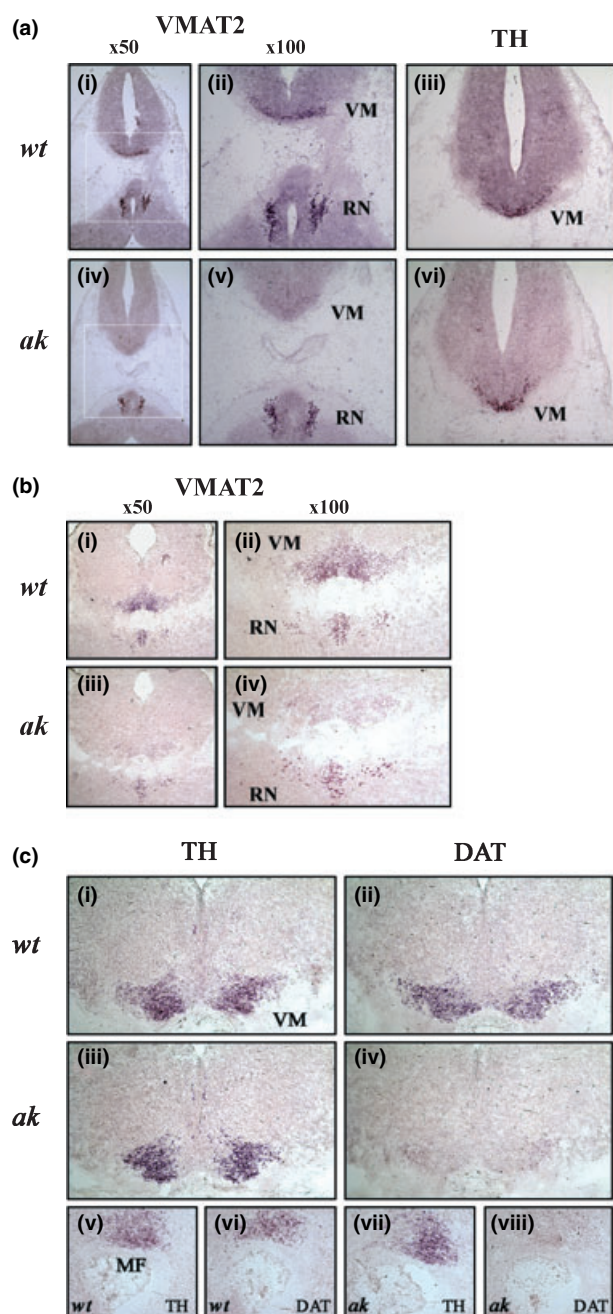 (a)
VMAT2 TH
x50 x100
(i) (ii) (iii)
wt
VM
RN
VM
(iv) (v) (vi)
ak
VM
RN
VM
(b)
VMAT2
x50 x100
(i) (ii)
wt
VM
RN
(iii) (iv)
ak
VM
RN
(c)
TH DAT
(i) (ii)
wt
VM
(iii) (iv)
ak
(v) (vi) (vii) (viii)
MF
wt TH wt DAT ak TH ak DAT